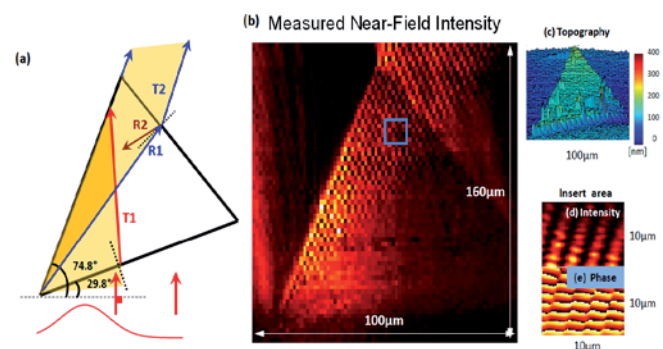 (a)
T2
R2
R1
T1
74.8°
29.8°
(b) Measured Near-Field Intensity
160μm
100μm
(c) Topography
400
300
200
100
0
[nm]
100μm
Insert area
(d) Intensity
10μm
(e) Phase
10μm
10μm